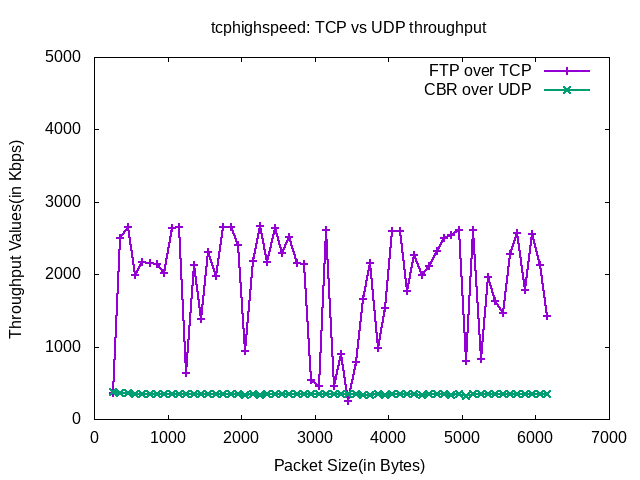 tcphighspeed: TCP vs UDP throughput
5000
4000
3000
2000
1000
0
Throughput Values(in Kbps)
FTP over TCP
CBR over UDP
0 1000 2000 3000 4000 5000 6000 7000
Packet Size(in Bytes)